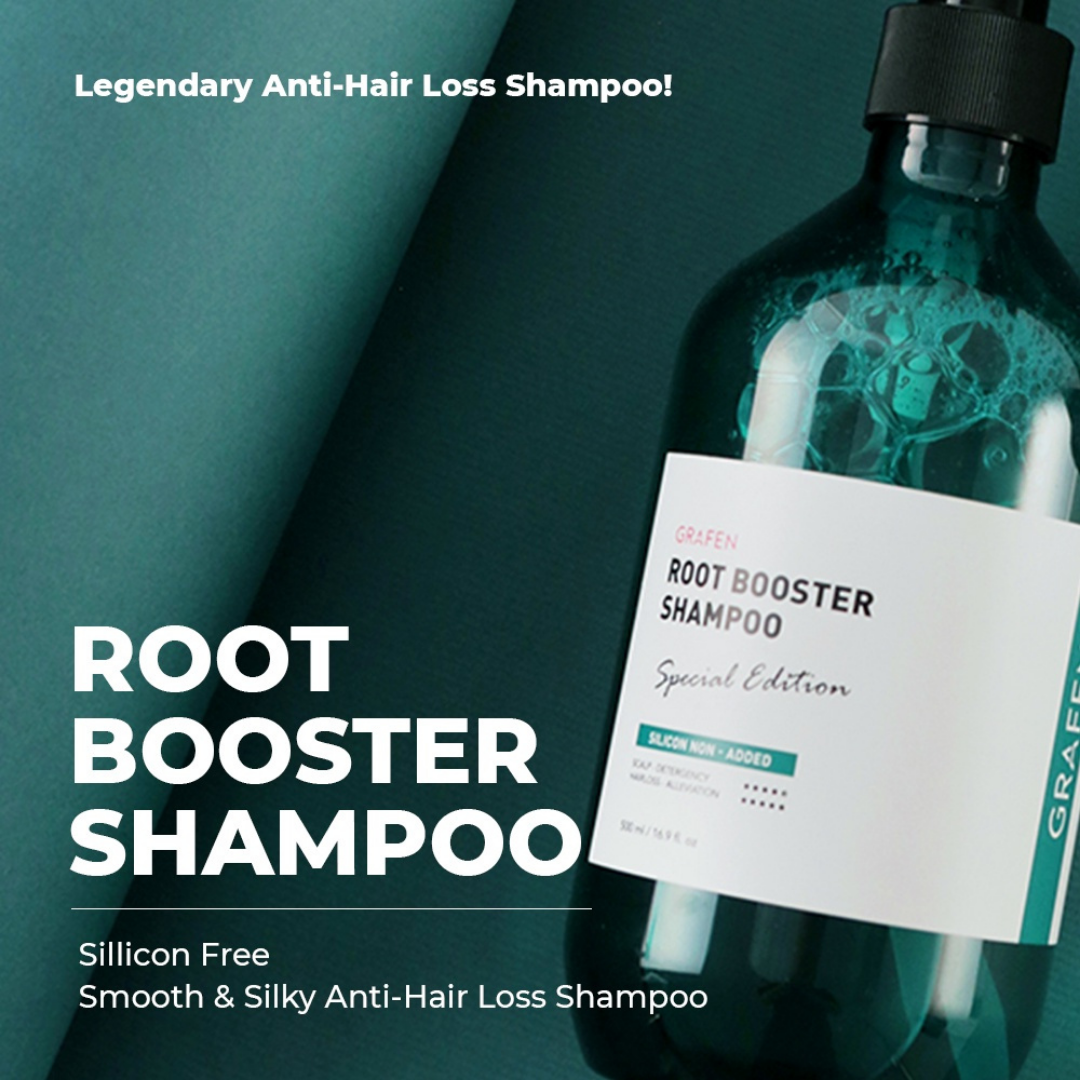 Legendary Anti-Hair Loss Shampoo!
GRAFEN
ROOT BOOSTER
SHAMPOO
Special Edition
SILICON NON - ADDED
SCALP - DETERGENCY
HAIRLOSS - ALLEVIATION
500 ml / 16.9 fl. oz
GRAFEN
ROOT
BOOSTER
SHAMPOO
Sillicon Free
Smooth & Silky Anti-Hair Loss Shampoo